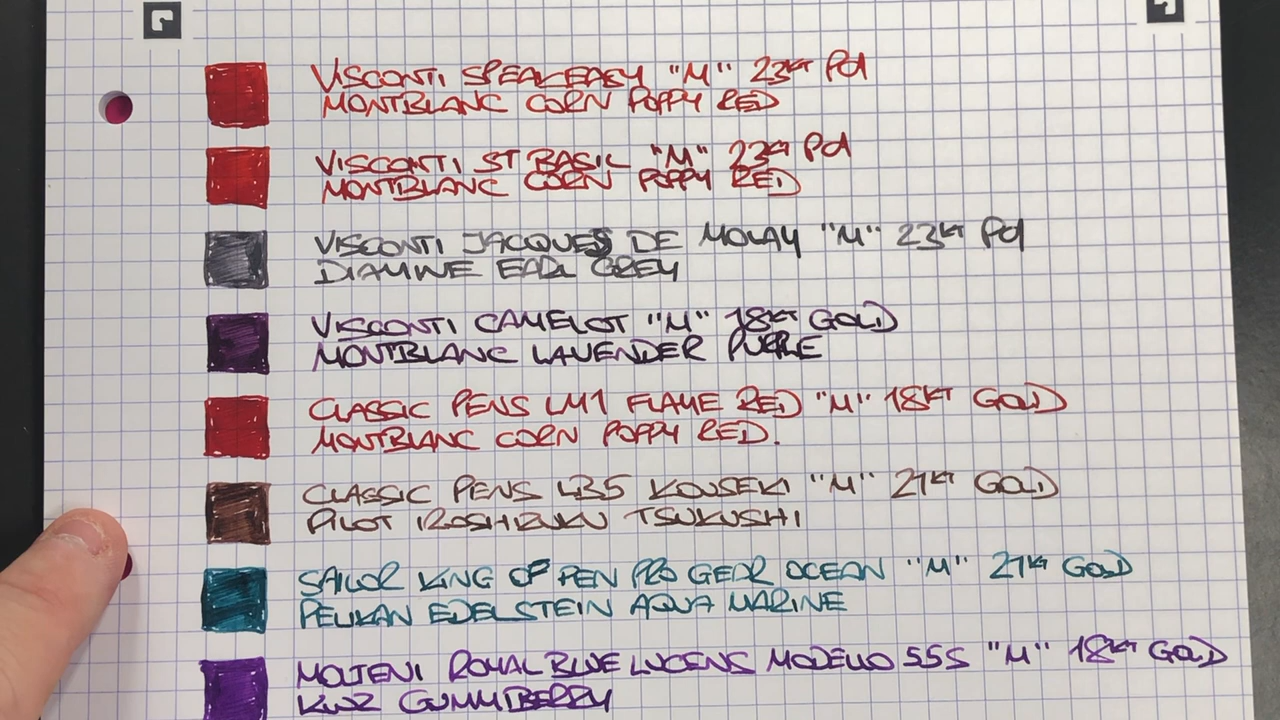 VISCONTI SPEAKEASY "M" 23KT Pd
MONTBLANC CORN POPPY RED
VISCONTI ST BASIL "M" 23KT Pd
MONTBLANC CORN POPPY RED
VISCONTI JACQUES DE MOLAY "M" 23KT Pd
DIAMINE EARL GREY
VISCONTI CAMELOT "M" 18KT GOLD
MONTBLANC LAVENDER PURPLE
CLASSIC PENS LM1 FLAME RED "M" 18KT GOLD
MONTBLANC CORN POPPY RED.
CLASSIC PENS LB5 KOUSEKI "M" 21KT GOLD
PILOT IROSHIZUKU TSUKUSHI
SAILOR KING OF PEN PRO GEAR OCEAN "M" 21KT GOLD
PELIKAN EDELSTEIN AQUA MARINE
MOLTENI ROYAL BLUE LUCENS MODELLO 55S "M" 18KT GOLD
KWZ GUMMIBERRY